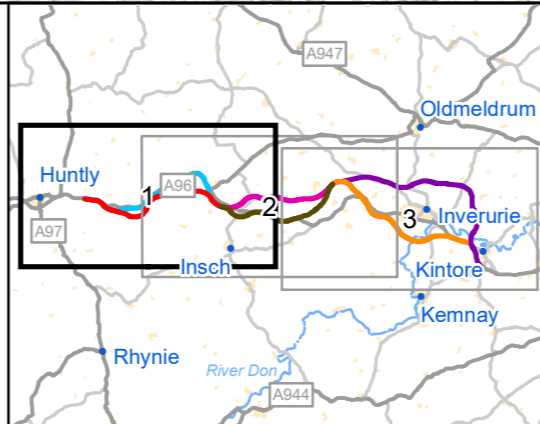 A947
Oldmeldrum
Huntly
1
A96
2
3
Inverurie
A97
Insch
Kintore
Kemnay
Rhynie
River Don
A944